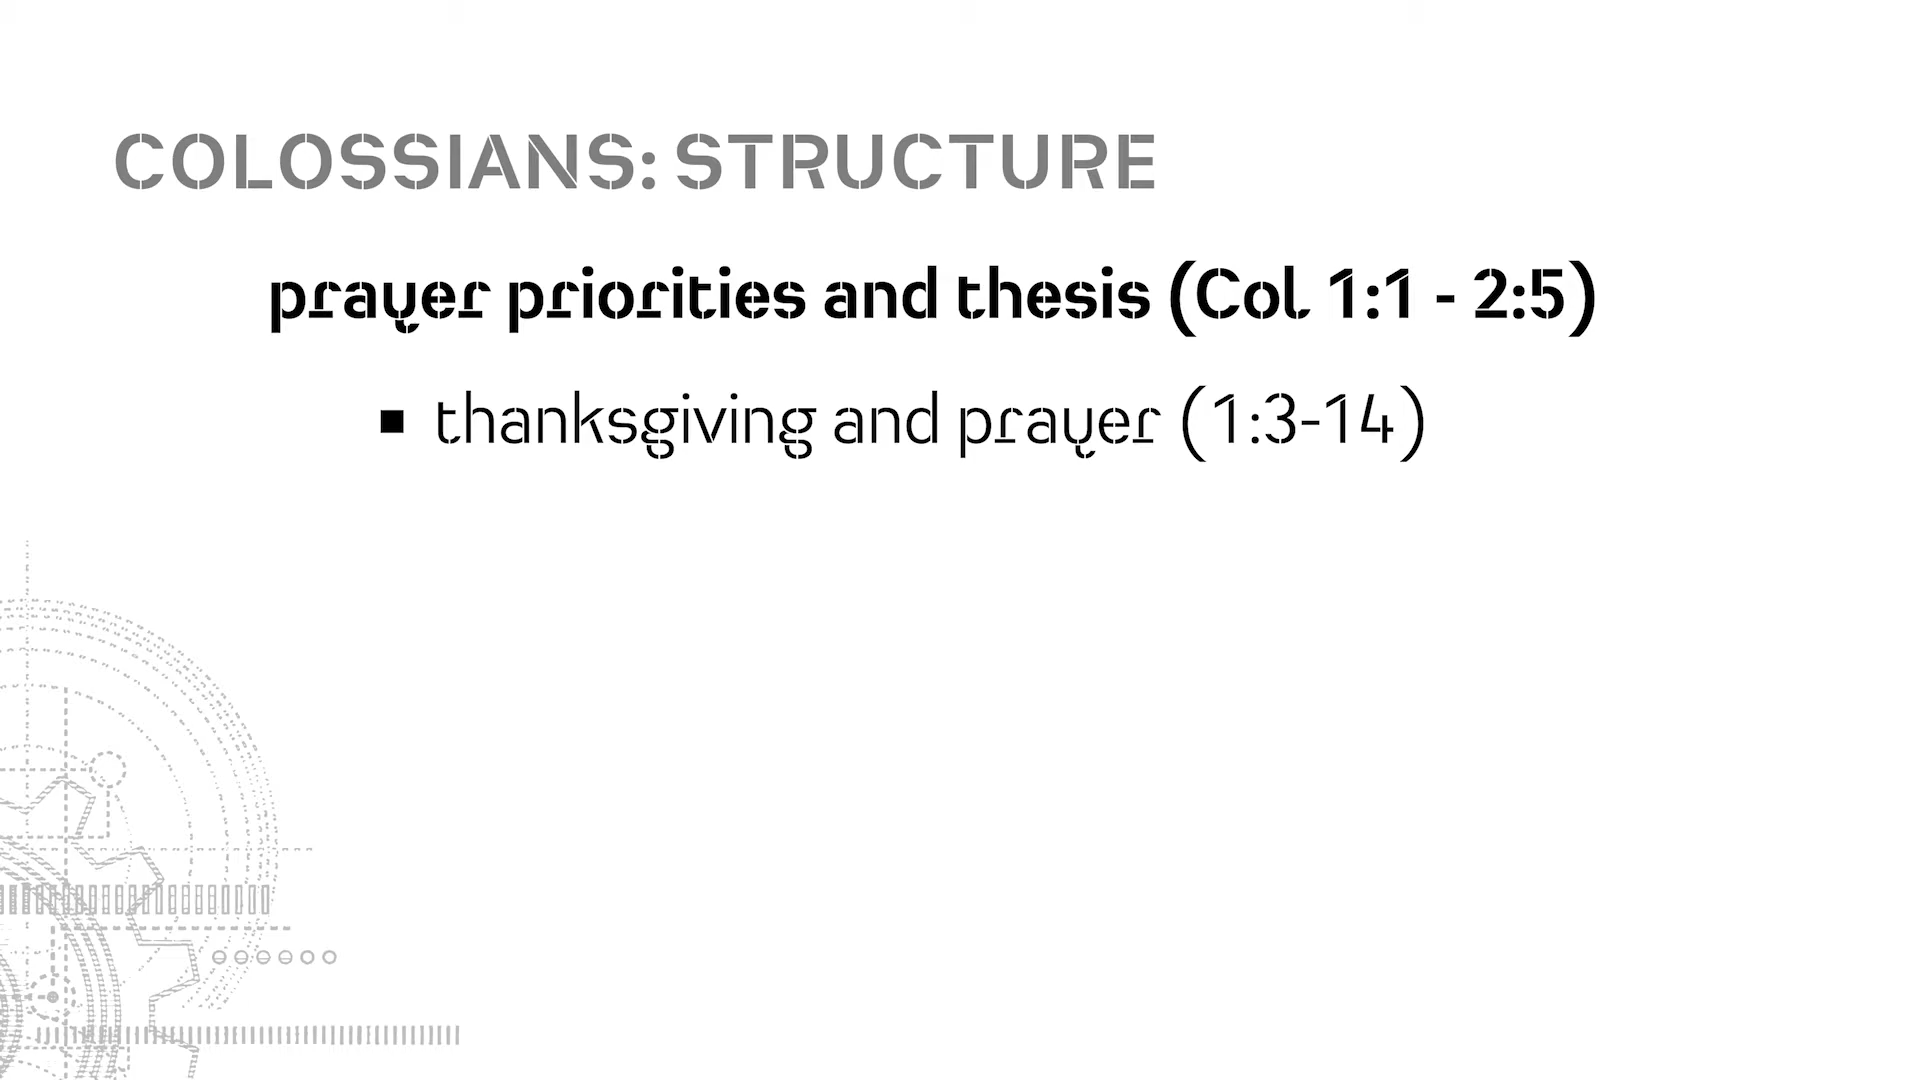 COLOSSIANS: STRUCTURE
prayer priorities and thesis (Col. 1:1 - 2:5)
▪ thanksgiving and prayer (1:3-14)